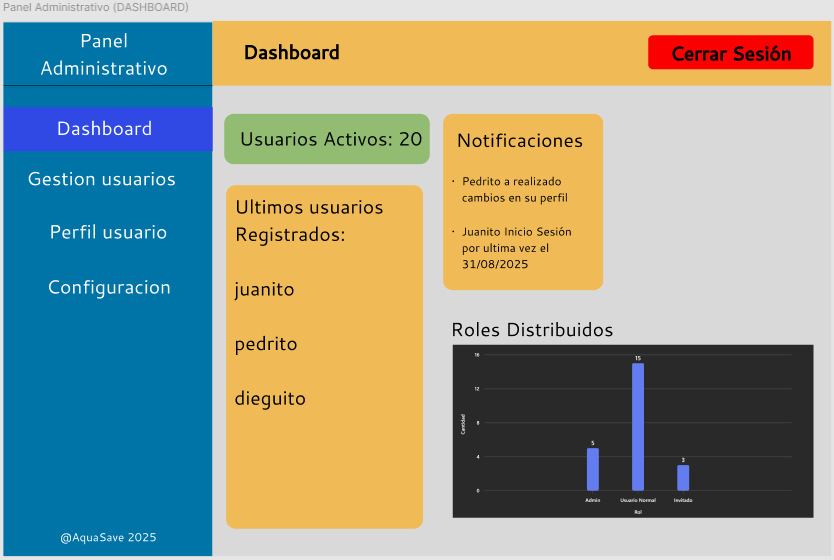 Panel Administrativo (DASHBOARD)
Panel
Administrativo
Dashboard
Gestion usuarios
Perfil usuario
Configuracion
@AquaSave 2025
Dashboard
Cerrar Sesión
Usuarios Activos: 20
Ultimos usuarios
Registrados:
juanito
pedrito
dieguito
Notificaciones
· Pedrito a realizado
cambios en su perfil
· Juanito Inicio Sesión
por ultima vez el
31/08/2025
Roles Distribuidos
16
12
8
4
0
Cantidad
5
15
3
Admin
Usuario Normal
Invitado
Rol